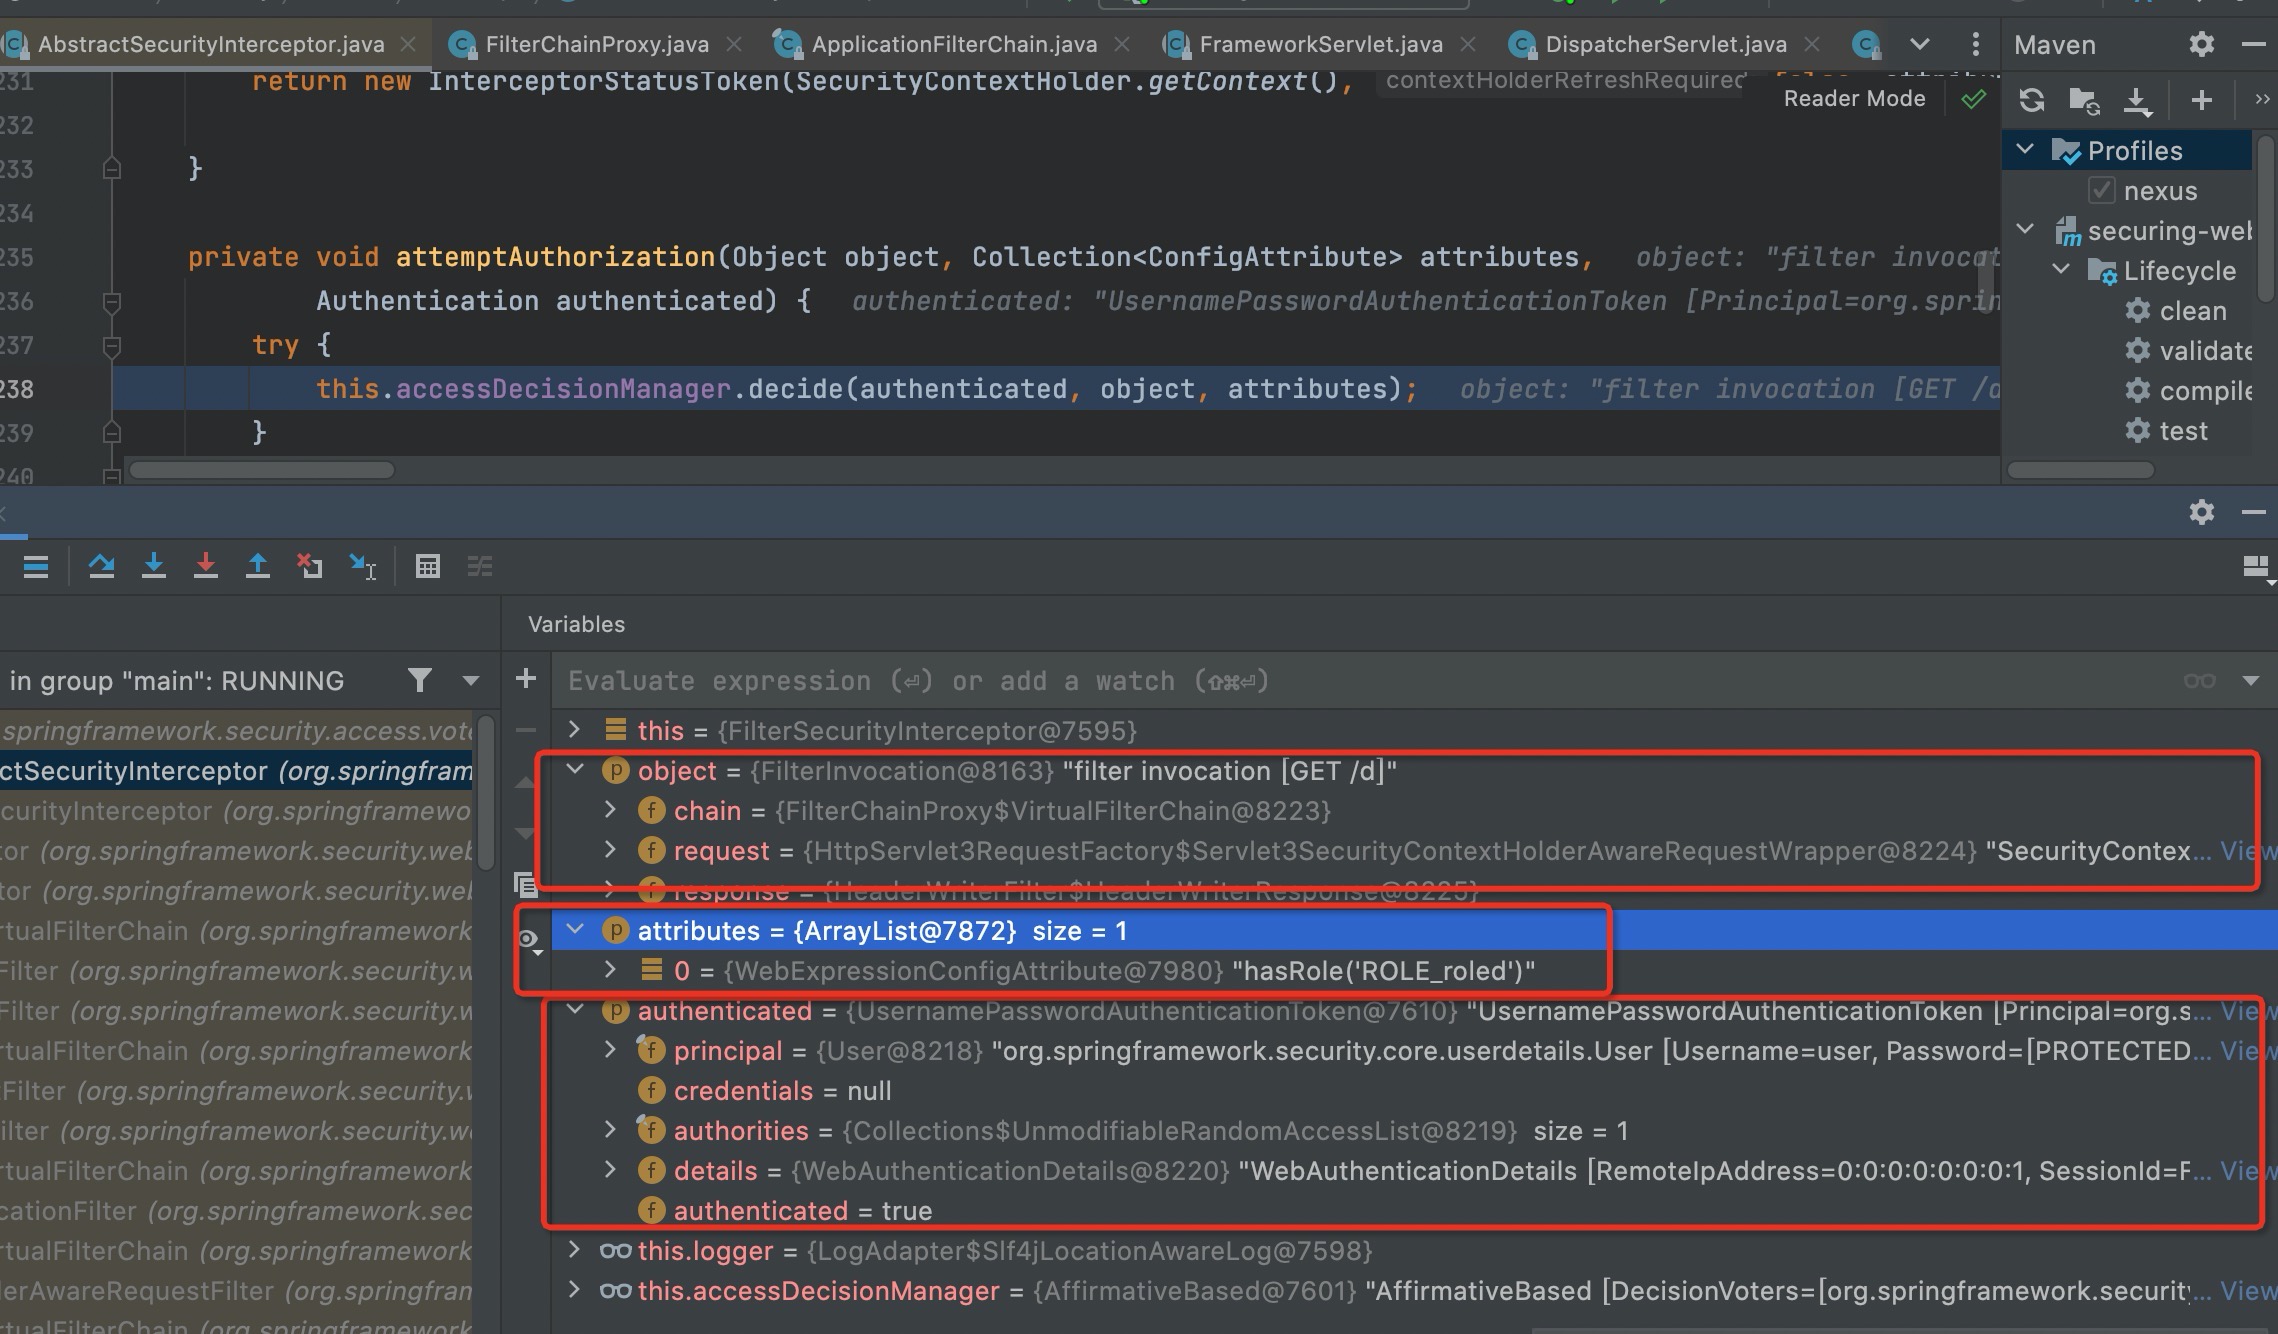 AbstractSecurityInterceptor.java FilterChainProxy.java ApplicationFilterChain.java FrameworkServlet.java DispatcherServlet.java
Maven
231 return new InterceptorStatusToken(SecurityContextHolder.getContext(), contextHolderRefreshRequired
Reader Mode
232
233 }
234
235 private void attemptAuthorization(Object object, Collection<ConfigAttribute> attributes, object: "filter invocat
236 Authentication authenticated) { authenticated: "UsernamePasswordAuthenticationToken [Principal=org.sprin
237 try {
238 this.accessDecisionManager.decide(authenticated, object, attributes); object: "filter invocation [GET /d
239 }
240
Profiles
nexus
securing-web
Lifecycle
clean
validate
compile
test
Variables
in group "main": RUNNING
Evaluate expression (⏎) or add a watch (⇧⌘⏎)
springframework.security.access.vote
ctSecurityInterceptor (org.springfram
curityInterceptor (org.springframewo
tor (org.springframework.security.web
tor (org.springframework.security.web
rtualFilterChain (org.springframework
Filter (org.springframework.security.w
Filter (org.springframework.security.w
rtualFilterChain (org.springframework
tFilter (org.springframework.security.w
ilter (org.springframework.security.we
rtualFilterChain (org.springframework
cationFilter (org.springframework.sec
rtualFilterChain (org.springframework
derAwareRequestFilter (org.springfram
rtualFilterChain (org.springframework
this = {FilterSecurityInterceptor@7595}
object = {FilterInvocation@8163} "filter invocation [GET /d]"
chain = {FilterChainProxy$VirtualFilterChain@8223}
request = {HttpServlet3RequestFactory$Servlet3SecurityContextHolderAwareRequestWrapper@8224} "SecurityContex... View
response = {HeaderWriterFilter$HeaderWriterResponse@8225}
attributes = {ArrayList@7872} size = 1
0 = {WebExpressionConfigAttribute@7980} "hasRole('ROLE_roled')"
authenticated = {UsernamePasswordAuthenticationToken@7610} "UsernamePasswordAuthenticationToken [Principal=org.s... View
principal = {User@8218} "org.springframework.security.core.userdetails.User [Username=user, Password=[PROTECTED... View
credentials = null
authorities = {Collections$UnmodifiableRandomAccessList@8219} size = 1
details = {WebAuthenticationDetails@8220} "WebAuthenticationDetails [RemoteIpAddress=0:0:0:0:0:0:0:1, SessionId=F... View
authenticated = true
this.logger = {LogAdapter$Slf4jLocationAwareLog@7598}
this.accessDecisionManager = {AffirmativeBased@7601} "AffirmativeBased [DecisionVoters=[org.springframework.security... View